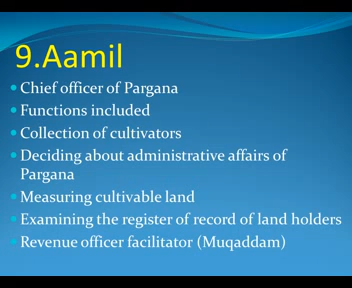 9.Aamil
Chief officer of Pargana
Functions included
Collection of cultivators
Deciding about administrative affairs of
Pargana
Measuring cultivable land
Examining the register of record of land holders
Revenue officer facilitator (Muqaddam)